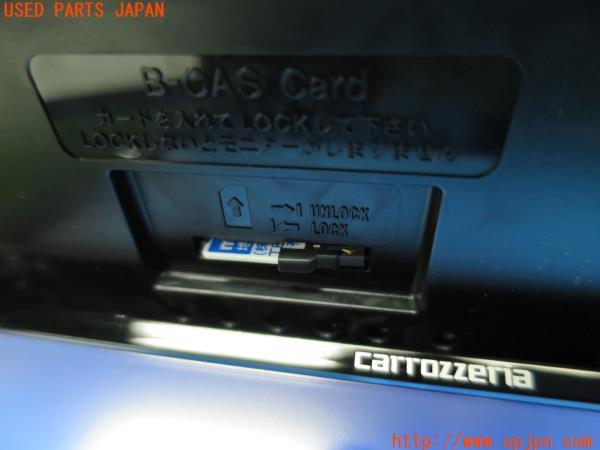 USED PARTS JAPAN
B-CAS Card
カードを入れてLOCKして下さい
LOCKしないとモニターがしまりません
UNLOCK
LOCK
carrozzeria
http://www.upjpn.com